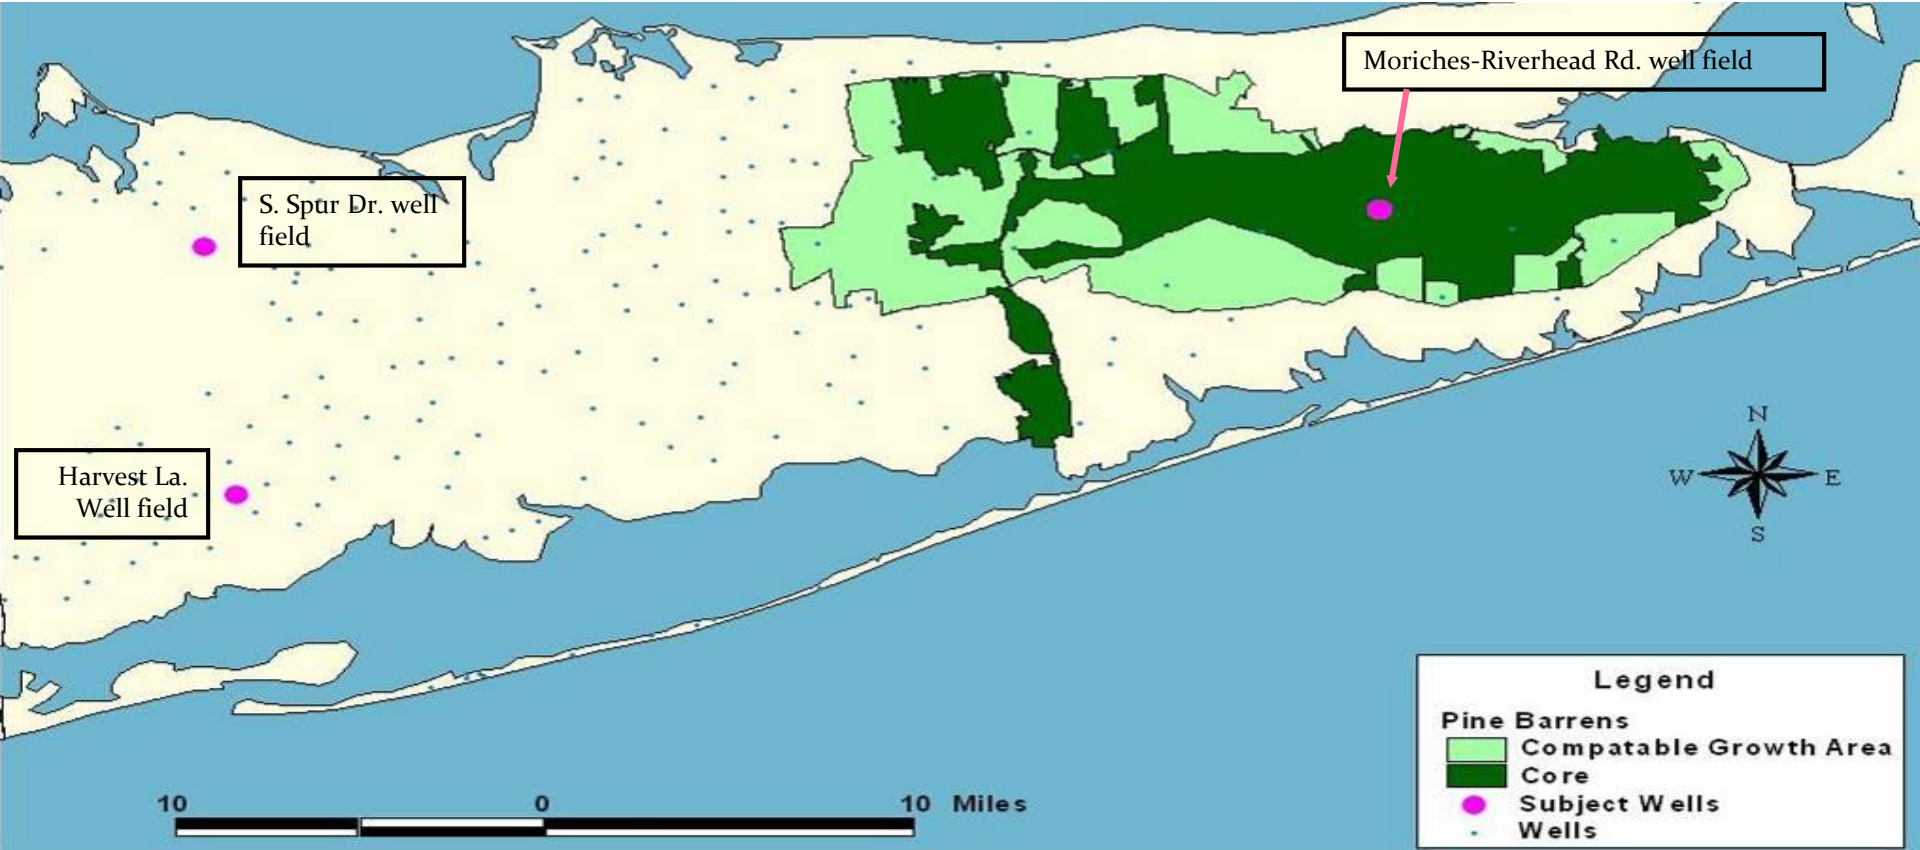 Moriches-Riverhead Rd. well field
S. Spur Dr. well
field
Harvest La.
Well field
N
W
E
S
Legend
Pine Barrens
Compatable Growth Area
Core
Subject Wells
Wells
10 0 10 Miles